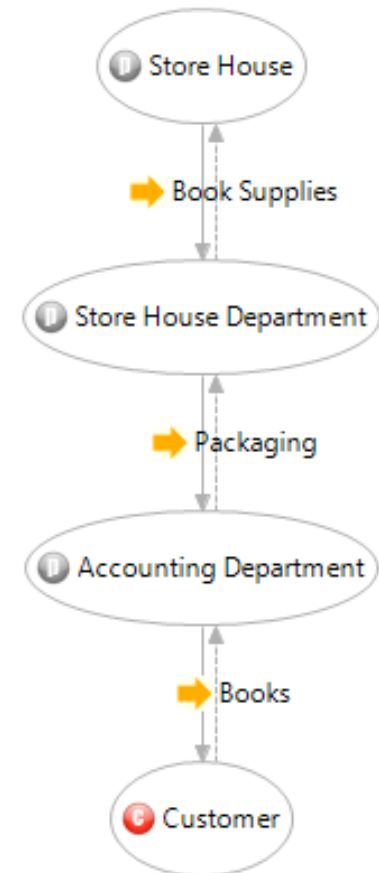 p Store House
Book Supplies
p Store House Department
Packaging
p Accounting Department
Books
C Customer